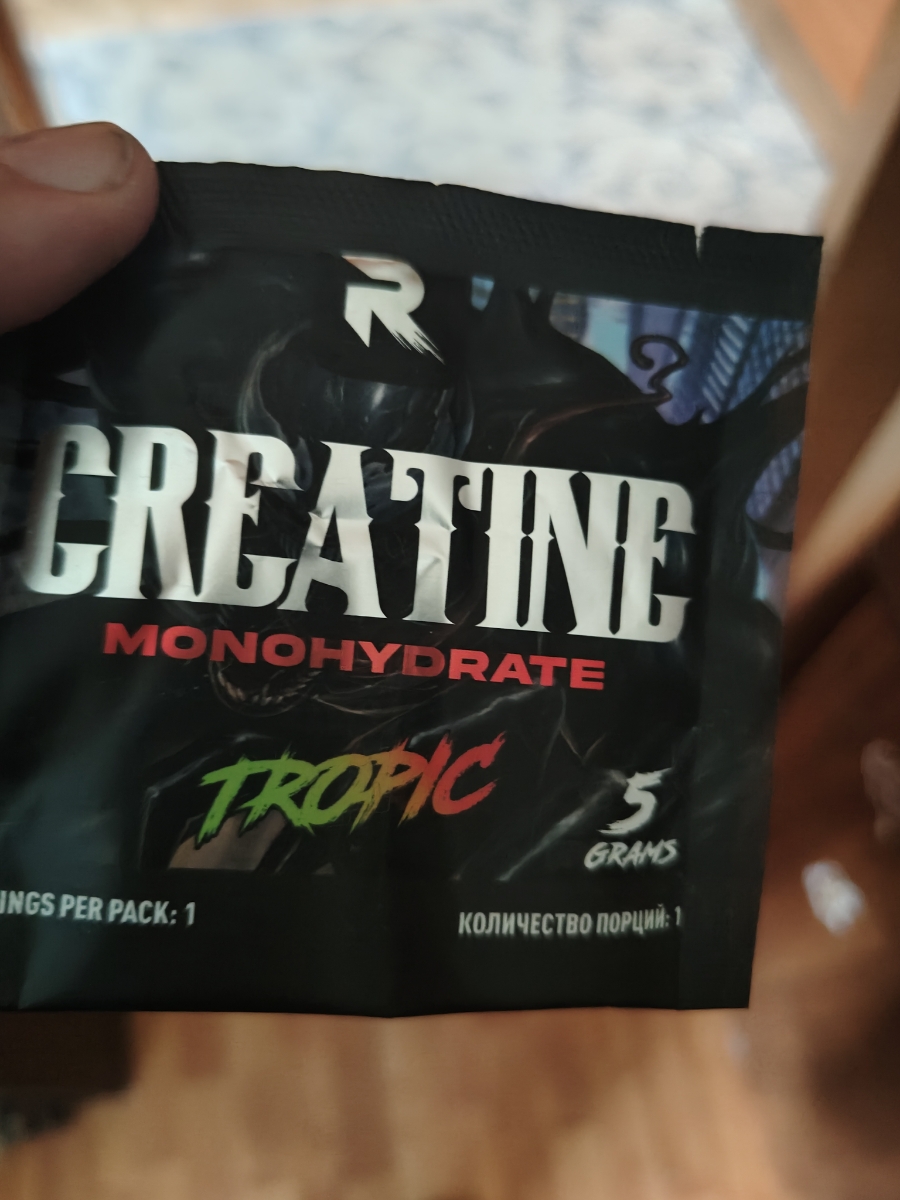 R
CREATINE
MONOHYDRATE
TROPIC
5
GRAMS
INGS PER PACK: 1
КОЛИЧЕСТВО ПОРЦИЙ: 1